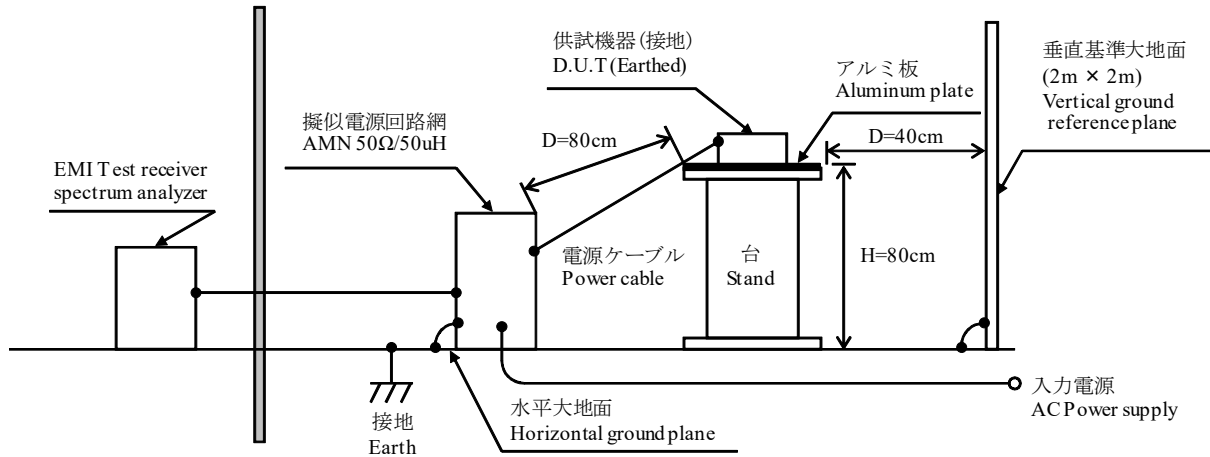 供試機器(接地)
D.U.T (Earthed)
アルミ板
Aluminum plate
垂直基準大地面
(2m × 2m)
Vertical ground
reference plane
擬似電源回路網
AMN 50Ω/50uH
D=80cm
D=40cm
EMI Test receiver
spectrum analyzer
電源ケーブル
Power cable
台
Stand
H=80cm
接地
Earth
水平大地面
Horizontal ground plane
入力電源
AC Power supply